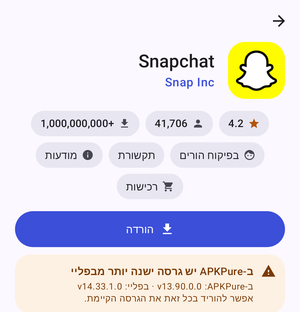 Snapchat
Snap Inc
4.2
41,706
1,000,000,000+
בפיקוח הורים
תקשורת
מודעות
רכישות
הורדה
ב-APKPure יש גרסה ישנה יותר מבפליי
ב-APKPure: v13.90.0.0 · בפליי: v14.33.1.0
אפשר להוריד בכל זאת את הגרסה הקיימת.